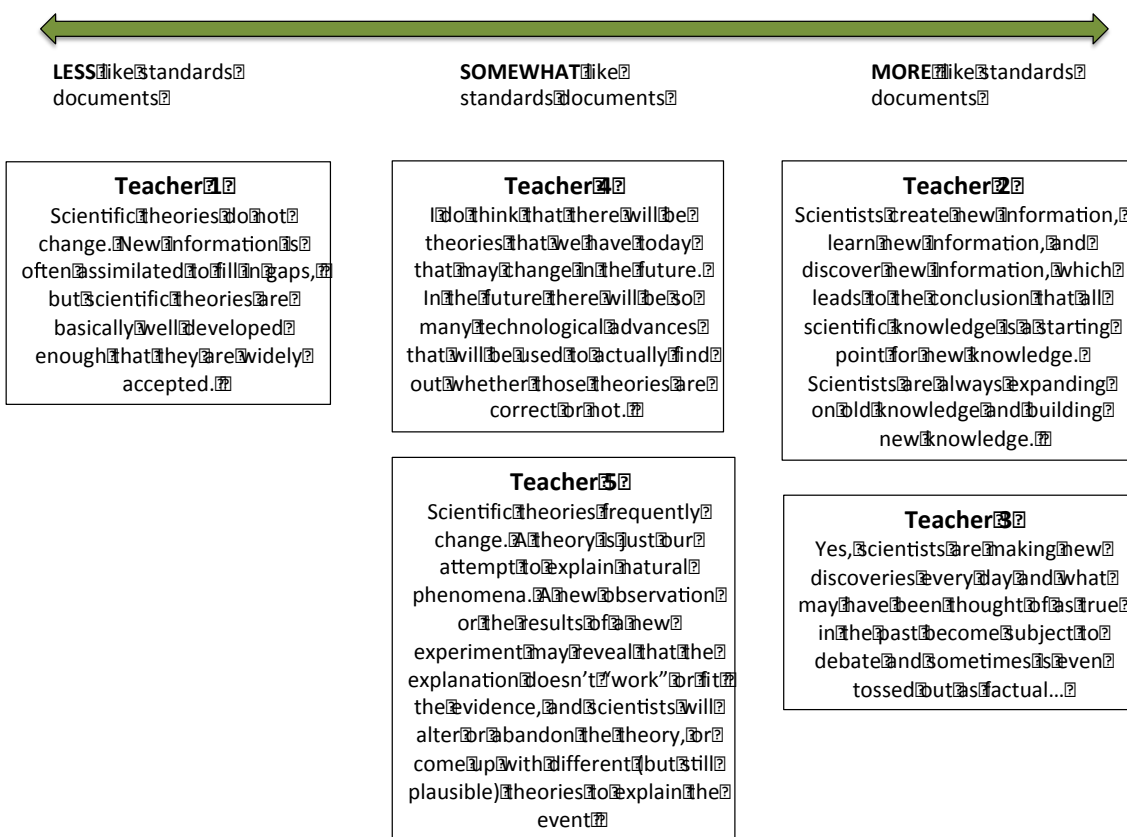 LESS like standards
documents
SOMEWHAT like
standards documents
MORE like standards
documents
Teacher 1
Scientific theories do not
change. New information is
often assimilated to fill in gaps,
but scientific theories are
basically well developed
enough that they are widely
accepted.
Teacher 4
I do think that there will be
theories that we have today
that may change in the future.
In the future there will be so
many technological advances
that will be used to actually find
out whether those theories are
correct or not.
Teacher 5
Scientific theories frequently
change. A theory is just our
attempt to explain natural
phenomena. A new observation
or the results of a new
experiment may reveal that the
explanation doesn't “work” or fit
the evidence, and scientists will
alter or abandon the theory, or
come up with different (but still
plausible) theories to explain the
event
Teacher 2
Scientists create new information,
learn new information, and
discover new information, which
leads to the conclusion that all
scientific knowledge is a starting
point for new knowledge.
Scientists are always expanding
on old knowledge and building
new knowledge.
Teacher 3
Yes, scientists are making new
discoveries every day and what
may have been thought of as true
in the past become subject to
debate and sometimes is even
tossed out as factual…